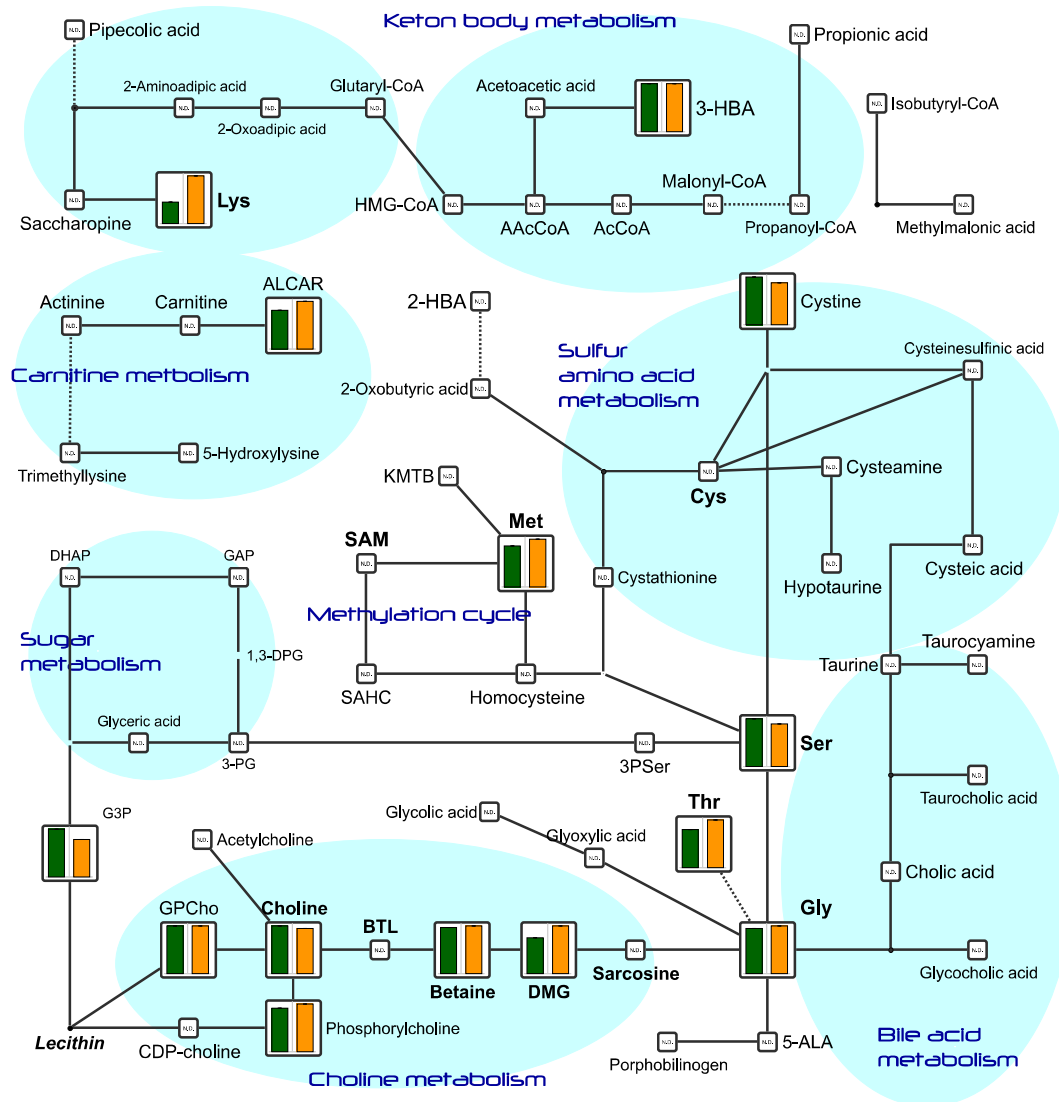 Keton body metabolism
N.D. Pipecolic acid
N.D. Propionic acid
2-Aminoadipic acid
Glutaryl-CoA
Acetoacetic acid
N.D.
N.D.
N.D.
N.D.
3-HBA
N.D. Isobutyryl-CoA
2-Oxoadipic acid
Malonyl-CoA
N.D.
Lys
HMG-CoA N.D.
N.D.
N.D.
N.D.
N.D.
N.D.
Saccharopine
AAcCoA
AcCoA
Propanoyl-CoA
Methylmalonic acid
ALCAR
Actinine
Carnitine
2-HBA N.D.
Cystine
N.D.
N.D.
Sulfur
amino acid
metabolism
Cysteinesulfinic acid
Carnitine metbolism
N.D.
2-Oxobutyric acid N.D.
N.D.
N.D. 5-Hydroxylysine
Trimethyllysine
KMTB N.D.
N.D.
Cys
N.D. Cysteamine
Met
SAM
DHAP
GAP
N.D.
Cysteic acid
N.D.
N.D.
N.D.
N.D. Cystathionine
N.D.
Hypotaurine
Methylation cycle
Sugar
metabolism
1,3-DPG
Taurocyamine
Taurine N.D.
N.D.
N.D.
SAHC
N.D.
Homocysteine
Glyceric acid
N.D.
N.D.
3-PG
N.D.
3PSer
Ser
N.D.
Taurocholic acid
G3P
Thr
Glycolic acid N.D.
N.D. Acetylcholine
Glyoxylic acid
N.D.
N.D. Cholic acid
GPCho
Choline
BTL
Gly
N.D.
N.D.
N.D.
Betaine
DMG
Sarcosine
Glycocholic acid
Lecithin
N.D.
CDP-choline
Phosphorylcholine
N.D.
N.D. 5-ALA
Porphobilinogen
Bile acid
metabolism
Choline metabolism